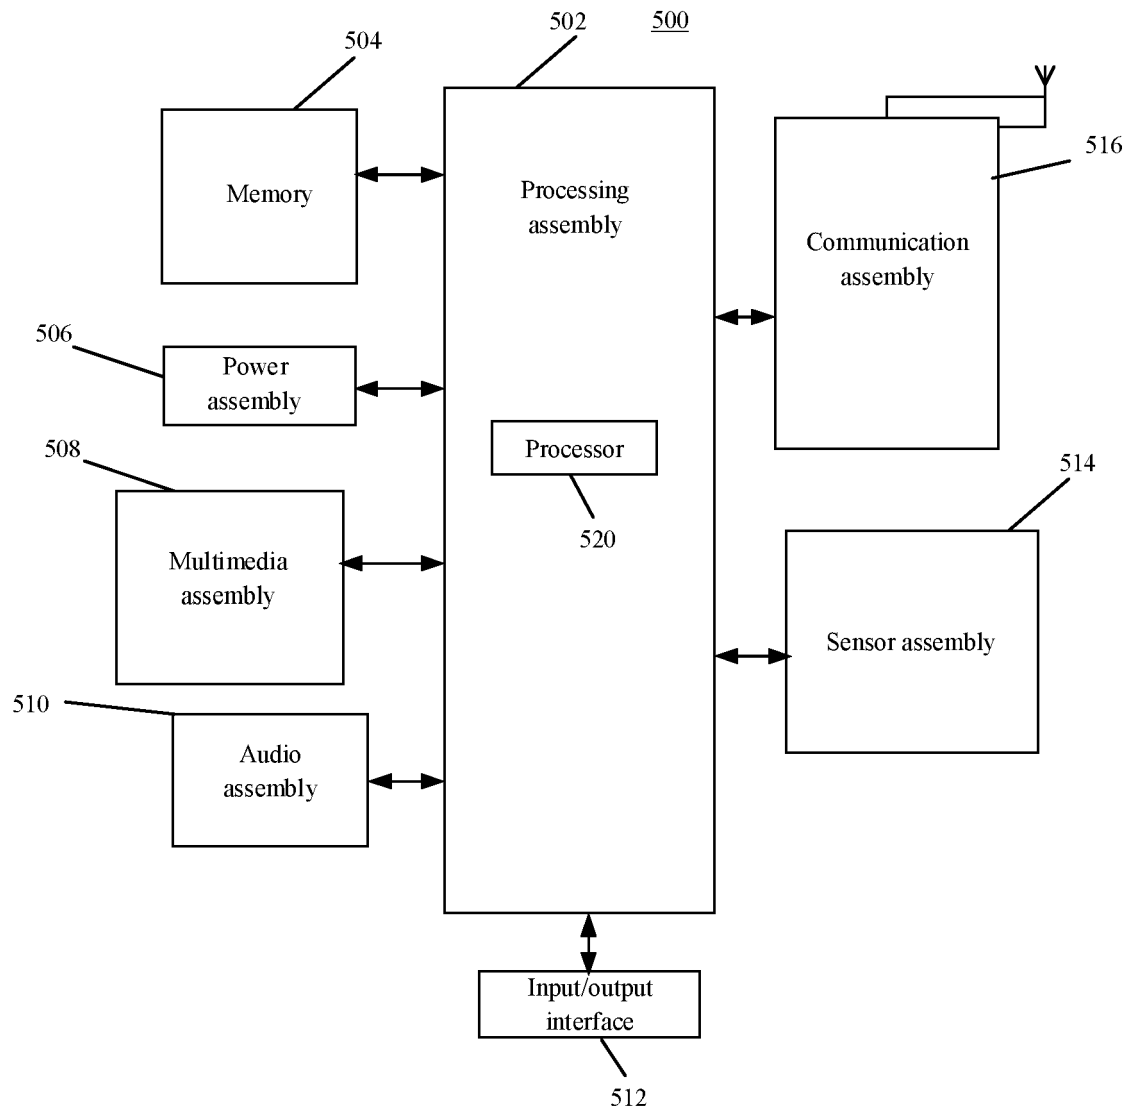 502
500
504
Memory
Processing
assembly
516
Communication
assembly
506
Power
assembly
508
Processor
520
514
Multimedia
assembly
Sensor assembly
510
Audio
assembly
Input/output
interface
512